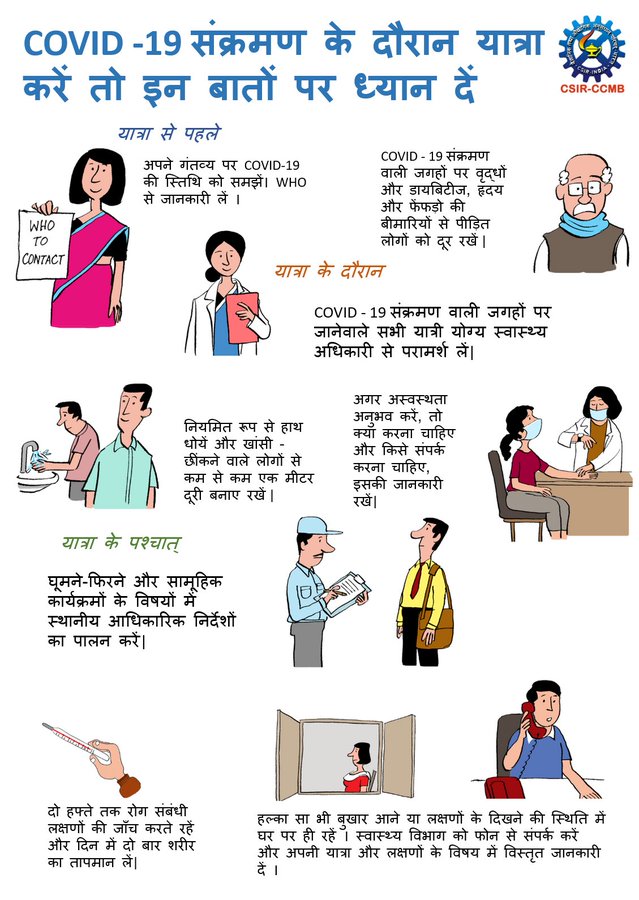 COVID -19 संक्रमण के दौरान यात्रा
करें तो इन बातों पर ध्यान दें
CSIR-CCMB
यात्रा से पहले
अपने गंतव्य पर COVID-19
की स्तिथि को समझें। WHO
से जानकारी लें ।
WHO
TO
CONTACT
COVID - 19 संक्रमण
वाली जगहों पर वृद्धों
और डायबिटीज, हृदय
और फेंफड़ो की
बीमारियों से पीड़ित
लोगों को दूर रखें|
यात्रा के दौरान
COVID - 19 संक्रमण वाली जगहों पर
जानेवाले सभी यात्री योग्य स्वास्थ्य
अधिकारी से परामर्श लें|
नियमित रूप से हाथ
धोयें और खांसी -
छींकने वाले लोगों से
कम से कम एक मीटर
दूरी बनाए रखें|
अगर अस्वस्थता
अनुभव करें, तो
क्या करना चाहिए
और किसे संपर्क
करना चाहिए,
इसकी जानकारी
रखें|
यात्रा के पश्चात्
घूमने-फिरने और सामूहिक
कार्यक्रमों के विषयों में
स्थानीय आधिकारिक निर्देशों
का पालन करें|
दो हफ्ते तक रोग संबंधी
लक्षणों की जाँच करते रहें
और दिन में दो बार शरीर
का तापमान लें|
हल्का सा भी बुखार आने या लक्षणों के दिखने की स्थिति में
घर पर ही रहें । स्वास्थ्य विभाग को फोन से संपर्क करें
और अपनी यात्रा और लक्षणों के विषय में विस्तृत जानकारी
दें ।